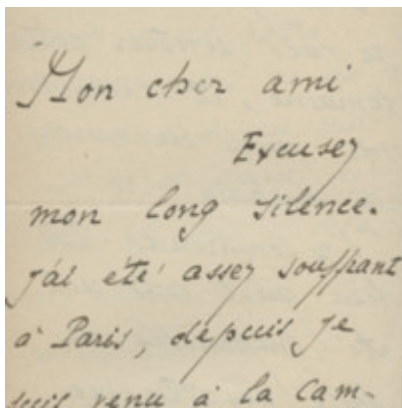 Mon cher ami
Excusez
mon long silence.
j'ai été assez souffrant
à Paris, depuis je
suis venu à la cam-